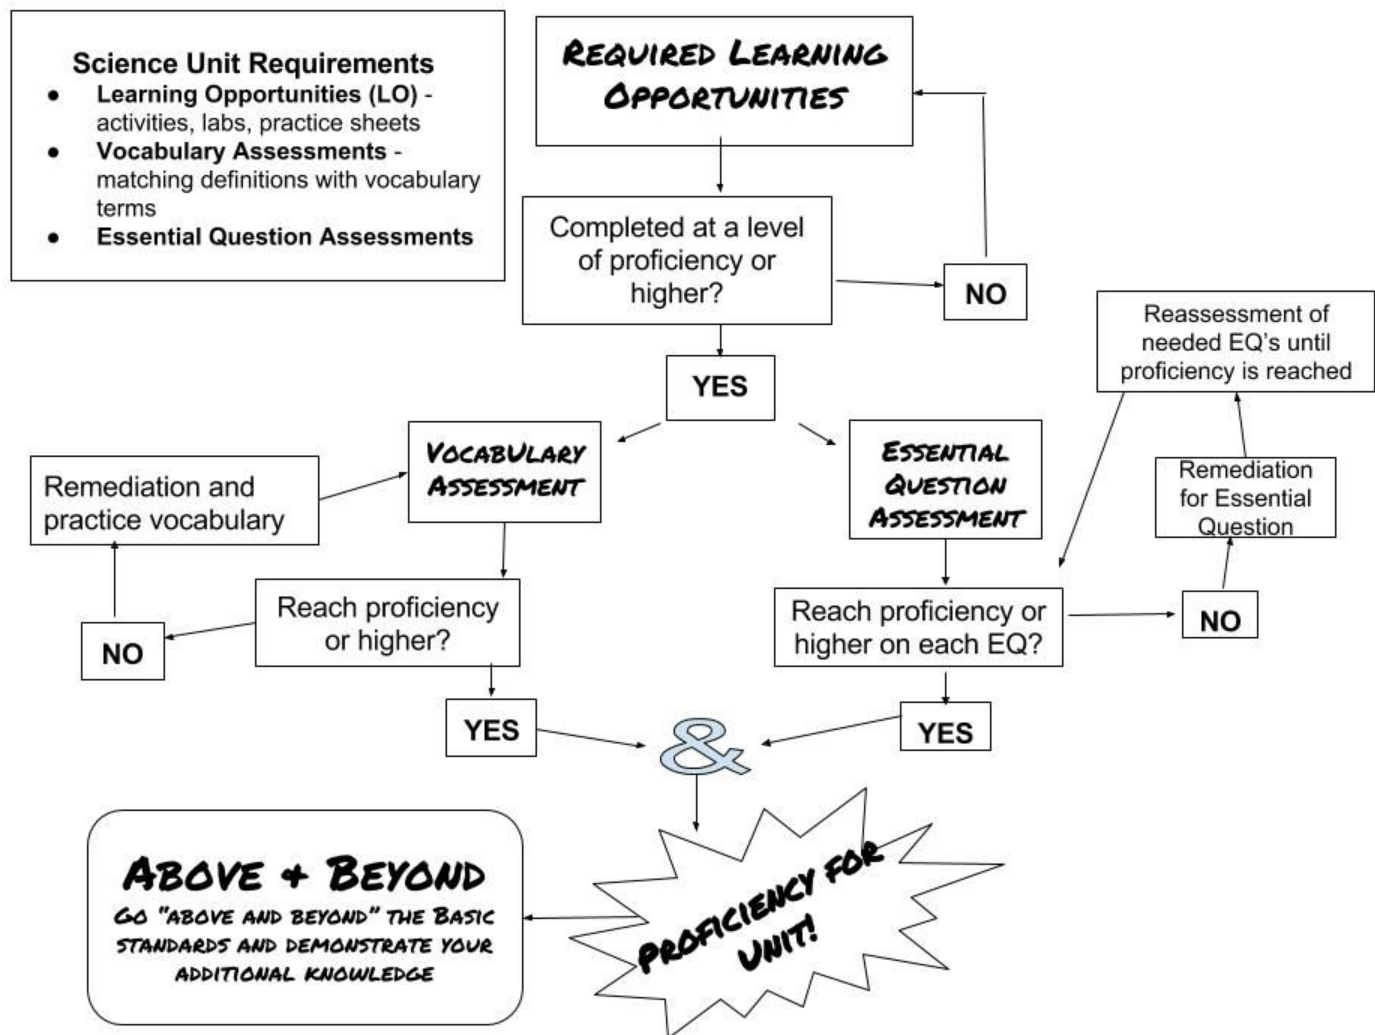 Science Unit Requirements
● Learning Opportunities (LO) -
activities, labs, practice sheets
● Vocabulary Assessments -
matching definitions with vocabulary
terms
● Essential Question Assessments
REQUIRED LEARNING
OPPORTUNITIES
Completed at a level
of proficiency or
higher?
NO
YES
VOCABULARY
ASSESSMENT
Remediation and
practice vocabulary
Reach proficiency
or higher?
NO
YES
ESSENTIAL
QUESTION
ASSESSMENT
Reassessment of
needed EQ's until
proficiency is reached
Remediation
for Essential
Question
Reach proficiency or
higher on each EQ?
NO
YES
&
PROFICIENCY FOR
UNIT!
ABOVE + BEYOND
GO "ABOVE AND BEYOND" THE BASIC
STANDARDS AND DEMONSTRATE YOUR
ADDITIONAL KNOWLEDGE